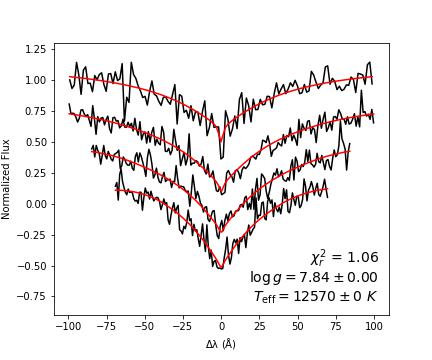 1.25
1.00
0.75
0.50
0.25
0.00
−0.25
−0.50
−0.75
Normalized Flux
χ²ᵣ = 1.06
log g = 7.84 ± 0.00
T_eff = 12570 ± 0 K
−100 −75 −50 −25 0 25 50 75 100
Δλ (Å)